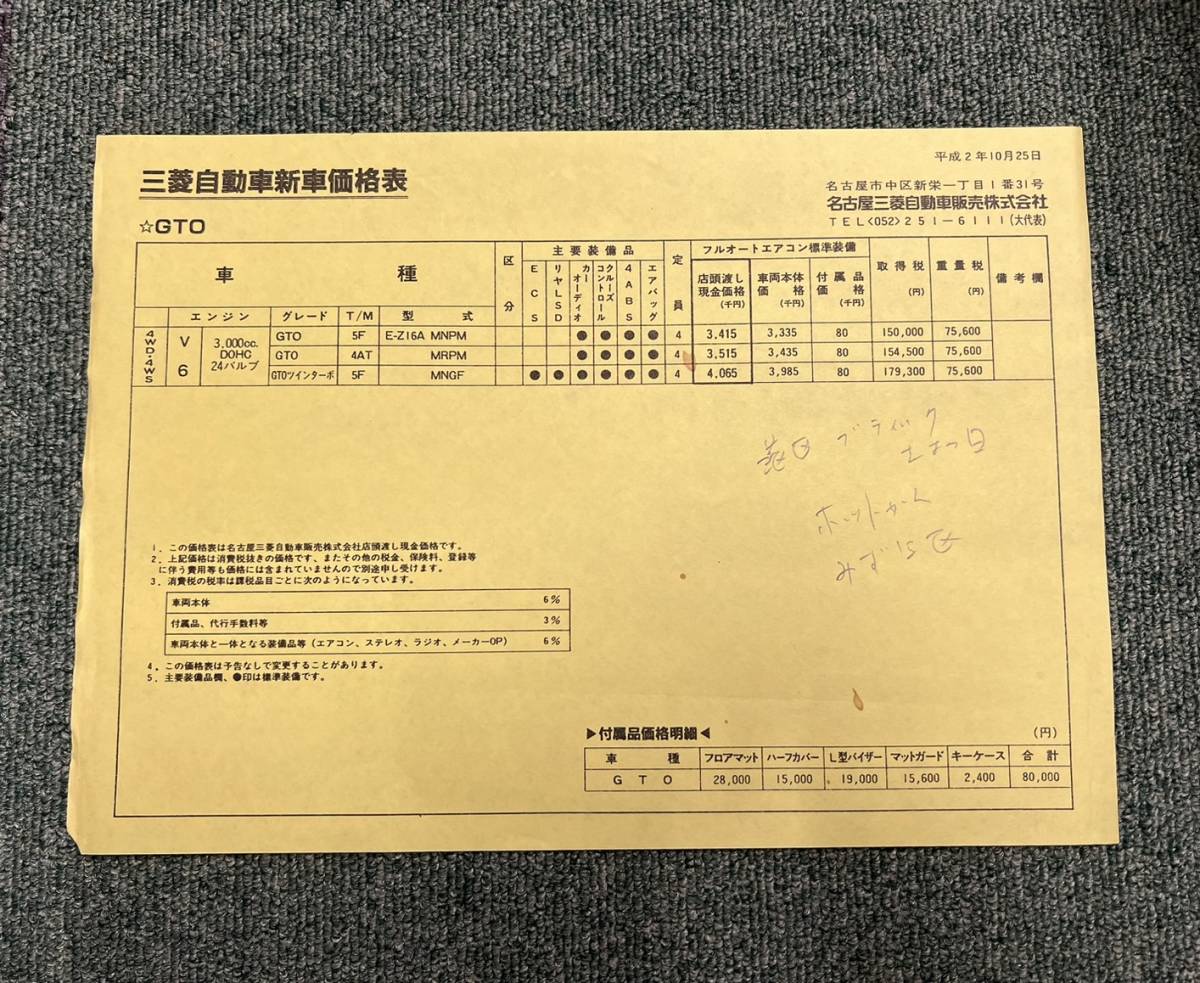 平成2年10月25日
三菱自動車新車価格表
名古屋市中区新栄一丁目1番31号
名古屋三菱自動車販売株式会社
TEL<052>251-6111(大代表)
☆GTO
車 種 区分 主要装備品 定員 フルオートエアコン標準装備 取得税(円) 重量税(円) 備考欄
ECS リヤLSD カーオーディオ クルーズコントロール 4ABS エアバッグ 店頭渡し現金価格(千円) 車両本体価格(千円) 付属品価格(千円)
エンジン グレード T/M 型 式
4WD・4WS V6 3,000cc. DOHC 24バルブ
GTO 5F E-Z16A MNPM ● ● ● ● 4 3,415 3,335 80 150,000 75,600
GTO 4AT MRPM ● ● ● ● 4 3,515 3,435 80 154,500 75,600
GTOツインターボ 5F MNGF ● ● ● ● ● ● 4 4,065 3,985 80 179,300 75,600
ブティック
1. この価格表は名古屋三菱自動車販売株式会社店頭渡し現金価格です。
2. 上記価格は消費税抜きの価格です、またその他の税金、保険料、登録等
に伴う費用等も価格には含まれていませんので別途申し受けます。
3. 消費税の税率は課税品目ごとに次のようになっています。
車両本体 6%
付属品、代行手数料等 3%
車両本体と一体となる装備品等(エアコン、ステレオ、ラジオ、メーカーOP) 6%
4. この価格表は予告なしで変更することがあります。
5. 主要装備品欄、●印は標準装備です。
▶付属品価格明細◀ (円)
車 種 フロアマット ハーフカバー L型バイザー マットガード キーケース 合 計
GTO 28,000 15,000 19,000 15,600 2,400 80,000